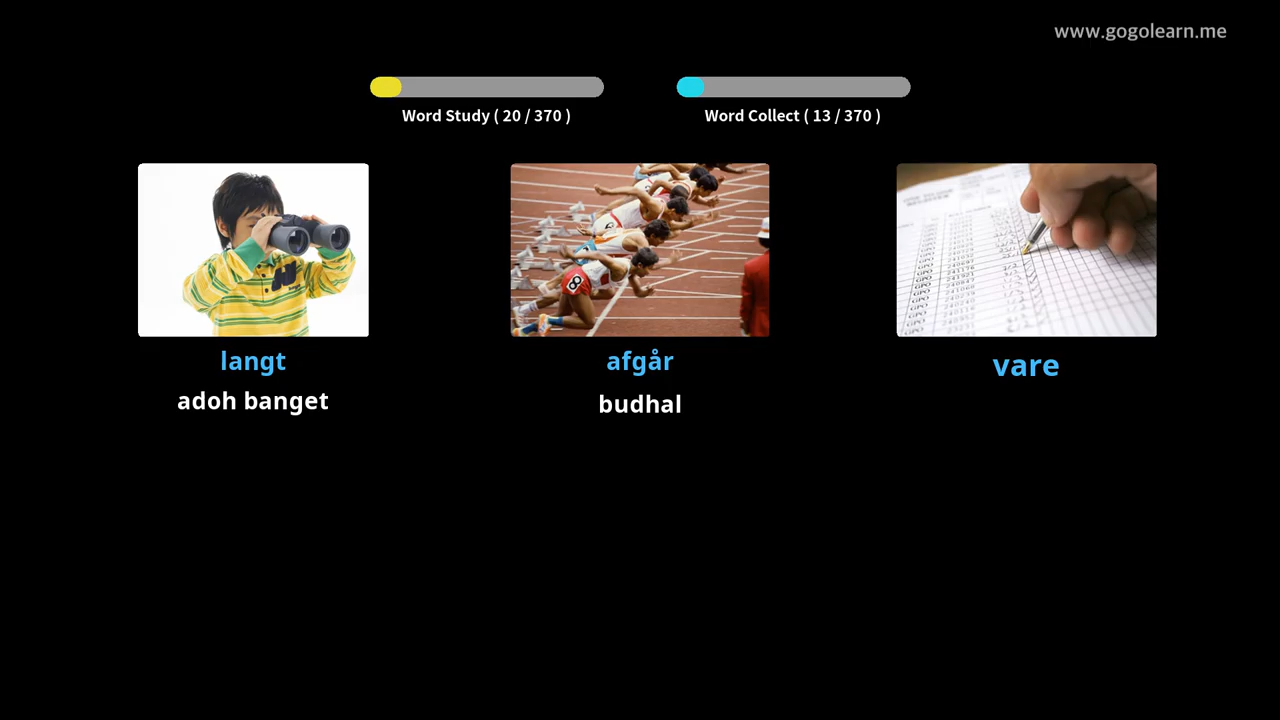 www.gogolearn.me
Word Study ( 20 / 370 )
Word Collect ( 13 / 370 )
langt
afgår
vare
adoh banget
budhal